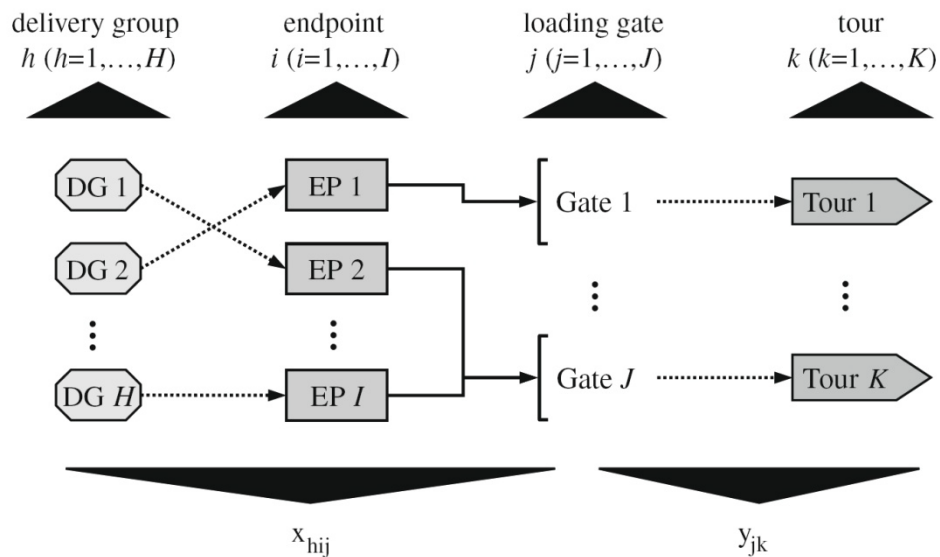 delivery group endpoint loading gate tour
h (h=1,…,H) i (i=1,…,I) j (j=1,…,J) k (k=1,…,K)
DG 1 EP 1 Gate 1 Tour 1
DG 2 EP 2
DG H EP I Gate J Tour K
x_hij y_jk